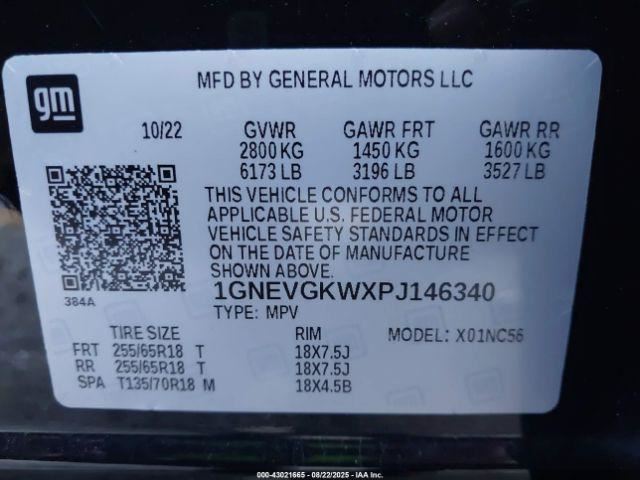 gm
MFD BY GENERAL MOTORS LLC
10/22 GVWR GAWR FRT GAWR RR
2800 KG 1450 KG 1600 KG
6173 LB 3196 LB 3527 LB
THIS VEHICLE CONFORMS TO ALL
APPLICABLE U.S. FEDERAL MOTOR
VEHICLE SAFETY STANDARDS IN EFFECT
ON THE DATE OF MANUFACTURE
SHOWN ABOVE.
384A
1GNEVGKWXPJ146340
TYPE: MPV
TIRE SIZE RIM MODEL: X01NC56
FRT 255/65R18 T 18X7.5J
RR 255/65R18 T 18X7.5J
SPA T135/70R18 M 18X4.5B
© -43021665 - 08/22/2025 - IAAI.com